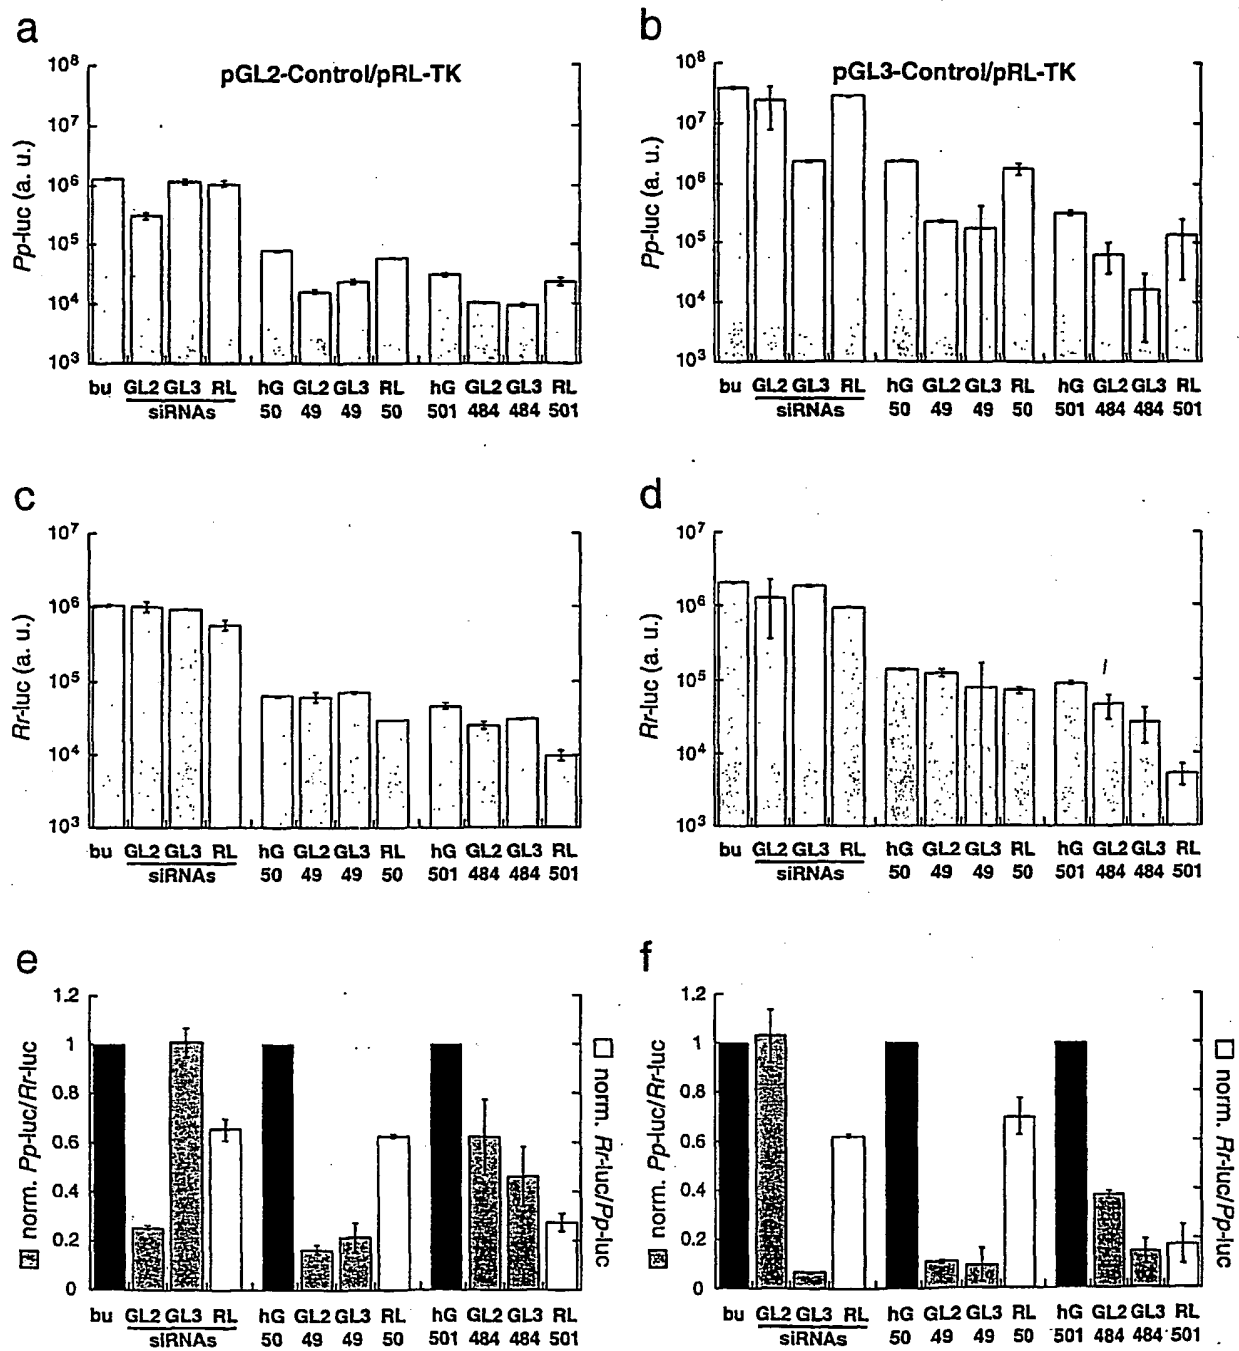 a
pGL2-Control/pRL-TK
Pp-luc (a. u.)
10⁸
10⁷
10⁶
10⁵
10⁴
10³
bu GL2 GL3 RL hG GL2 GL3 RL hG GL2 GL3 RL
siRNAs 50 49 49 50 501 484 484 501
b
pGL3-Control/pRL-TK
Pp-luc (a. u.)
10⁸
10⁷
10⁶
10⁵
10⁴
10³
bu GL2 GL3 RL hG GL2 GL3 RL hG GL2 GL3 RL
siRNAs 50 49 49 50 501 484 484 501
c
Rr-luc (a. u.)
10⁷
10⁶
10⁵
10⁴
10³
bu GL2 GL3 RL hG GL2 GL3 RL hG GL2 GL3 RL
siRNAs 50 49 49 50 501 484 484 501
d
Rr-luc (a. u.)
10⁷
10⁶
10⁵
10⁴
10³
bu GL2 GL3 RL hG GL2 GL3 RL hG GL2 GL3 RL
siRNAs 50 49 49 50 501 484 484 501
e
norm. Pp-luc/Rr-luc
1.2
1
0.8
0.6
0.4
0.2
0
norm. Rr-luc/Pp-luc
bu GL2 GL3 RL hG GL2 GL3 RL hG GL2 GL3 RL
siRNAs 50 49 49 50 501 484 484 501
f
norm. Pp-luc/Rr-luc
1.2
1
0.8
0.6
0.4
0.2
0
norm. Rr-luc/Pp-luc
bu GL2 GL3 RL hG GL2 GL3 RL hG GL2 GL3 RL
siRNAs 50 49 49 50 501 484 484 501